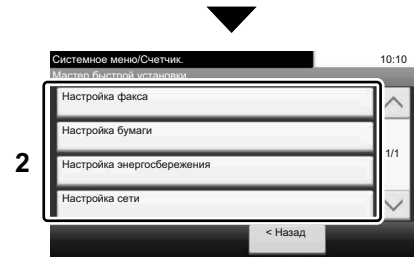 Системное меню/Счетчик.
10:10
Мастер быстрой установки
Настройка факса
Настройка бумаги
1/1
2
Настройка энергосбережения
Настройка сети
< Назад